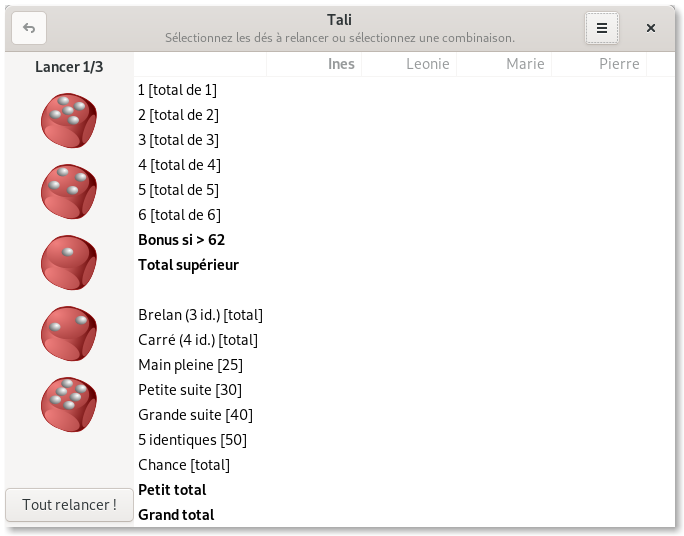 Tali
Sélectionnez les dés à relancer ou sélectionnez une combinaison.
Lancer 1/3
Ines Leonie Marie Pierre
1 [total de 1]
2 [total de 2]
3 [total de 3]
4 [total de 4]
5 [total de 5]
6 [total de 6]
Bonus si > 62
Total supérieur
Brelan (3 id.) [total]
Carré (4 id.) [total]
Main pleine [25]
Petite suite [30]
Grande suite [40]
5 identiques [50]
Chance [total]
Petit total
Grand total
Tout relancer !